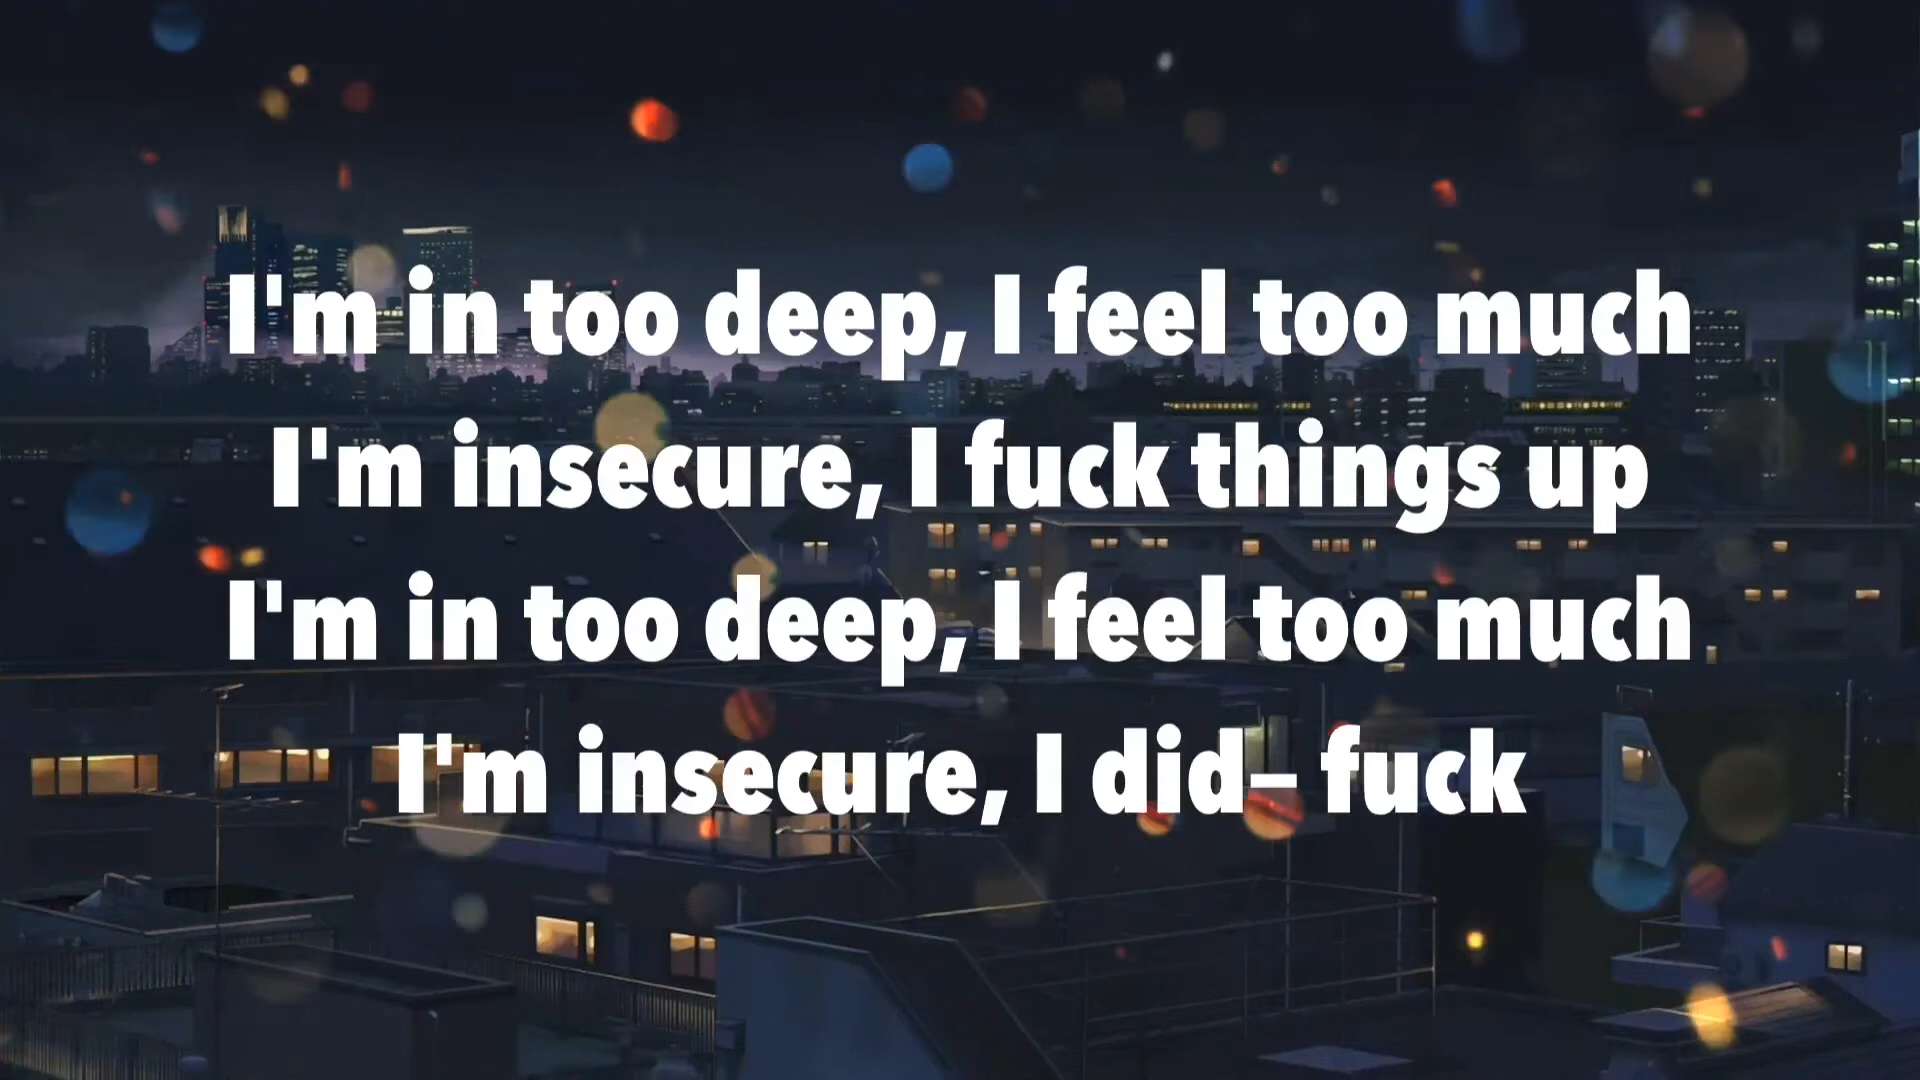 I'm in too deep, I feel too much
I'm insecure, I fuck things up
I'm in too deep, I feel too much
I'm insecure, I did– fuck